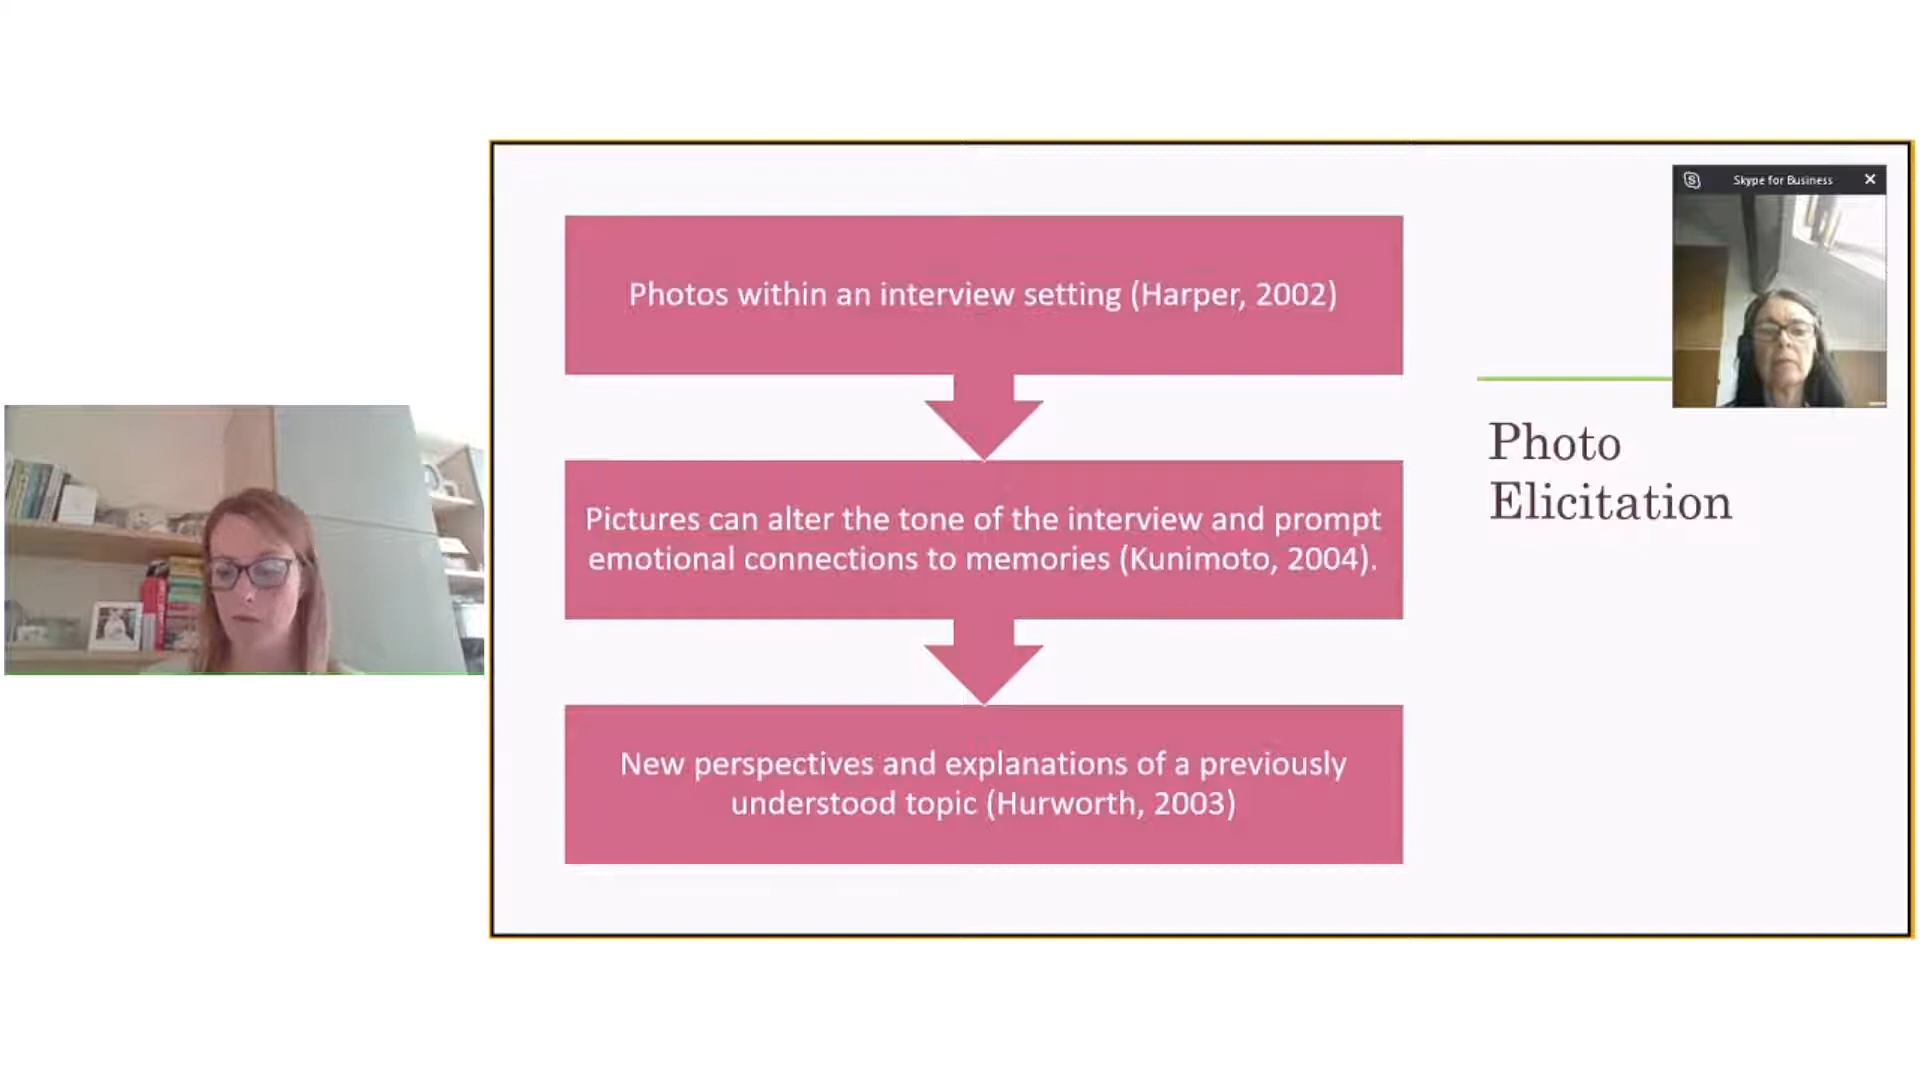 Skype for Business
Photos within an interview setting (Harper, 2002)
Pictures can alter the tone of the interview and prompt
emotional connections to memories (Kunimoto, 2004).
New perspectives and explanations of a previously
understood topic (Hurworth, 2003)
Photo
Elicitation